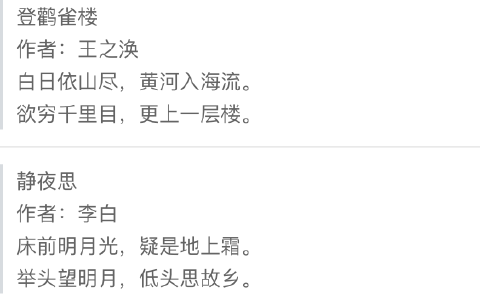 登鹳雀楼
作者：王之涣
白日依山尽，黄河入海流。
欲穷千里目，更上一层楼。
静夜思
作者：李白
床前明月光，疑是地上霜。
举头望明月，低头思故乡。